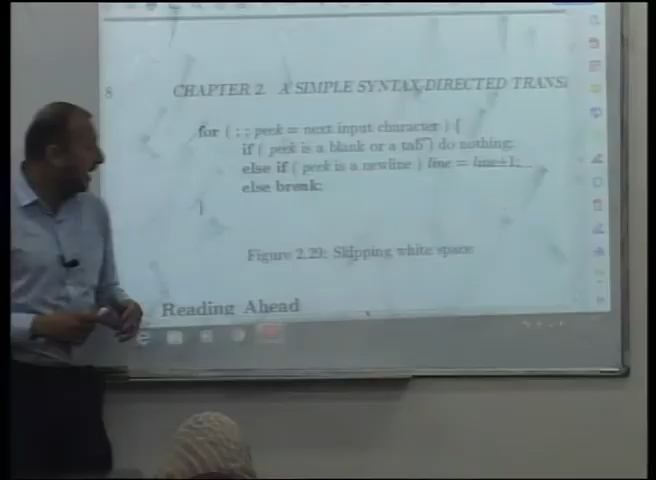 8 CHAPTER 2. A SIMPLE SYNTAX-DIRECTED
for ( ; ; peek = next input character ) {
if ( peek is a blank or a tab ) do nothing;
else if ( peek is a newline ) line = line+1;
else break;
}
Figure 2.29: Skipping white space
Reading Ahead